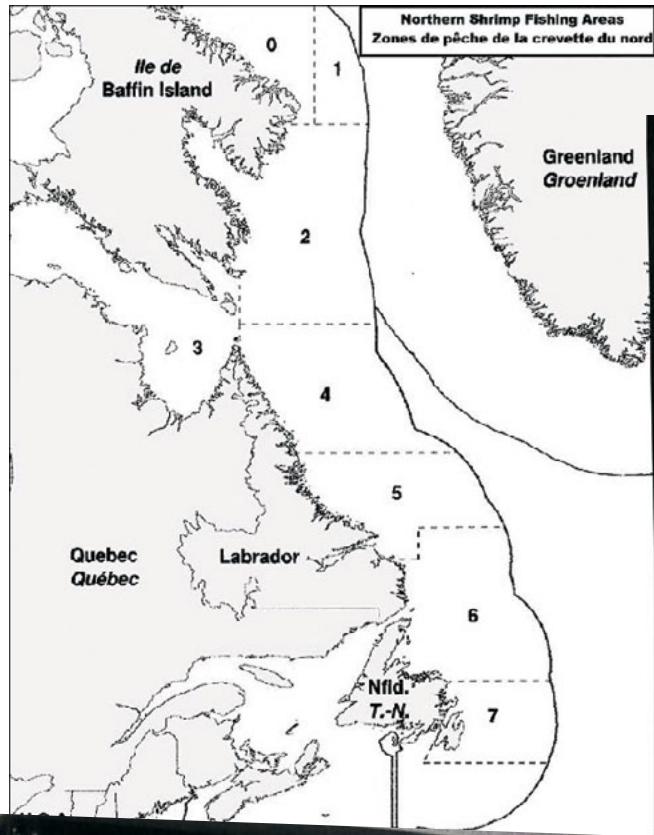 Northern Shrimp Fishing Areas
Zones de pêche de la crevette du nord
0
1
Ile de
Baffin Island
Greenland
Groenland
2
3
4
5
Quebec
Québec
Labrador
6
Nfld.
T.-N.
7